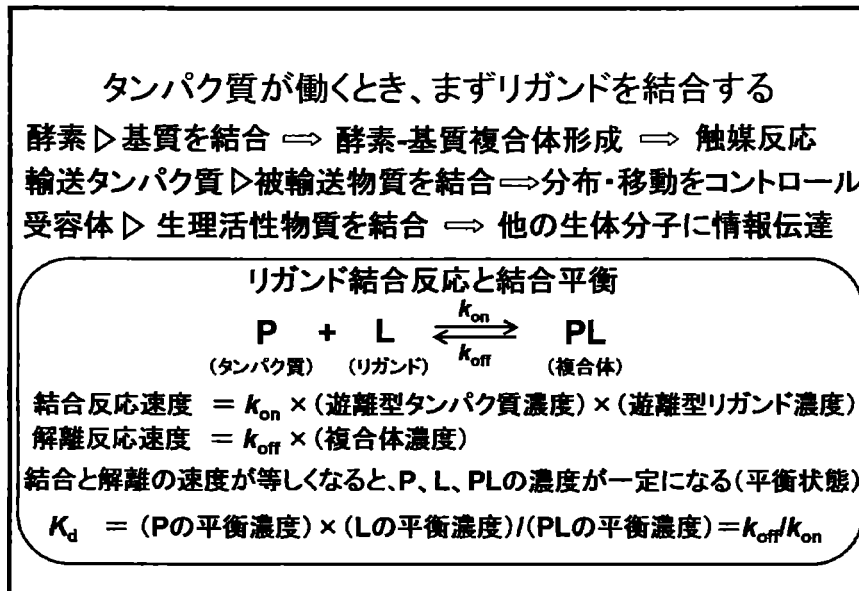 タンパク質が働くとき、まずリガンドを結合する
酵素▷基質を結合 ⇨ 酵素-基質複合体形成 ⇨ 触媒反応
輸送タンパク質▷被輸送物質を結合⇨分布・移動をコントロール
受容体▷ 生理活性物質を結合 ⇨ 他の生体分子に情報伝達
リガンド結合反応と結合平衡
kon
P + L ⇄ PL
koff
(タンパク質) (リガンド) (複合体)
結合反応速度 = kon × (遊離型タンパク質濃度) × (遊離型リガンド濃度)
解離反応速度 = koff × (複合体濃度)
結合と解離の速度が等しくなると、P、L、PLの濃度が一定になる(平衡状態)
Kd = (Pの平衡濃度) × (Lの平衡濃度)/(PLの平衡濃度)=koff/kon